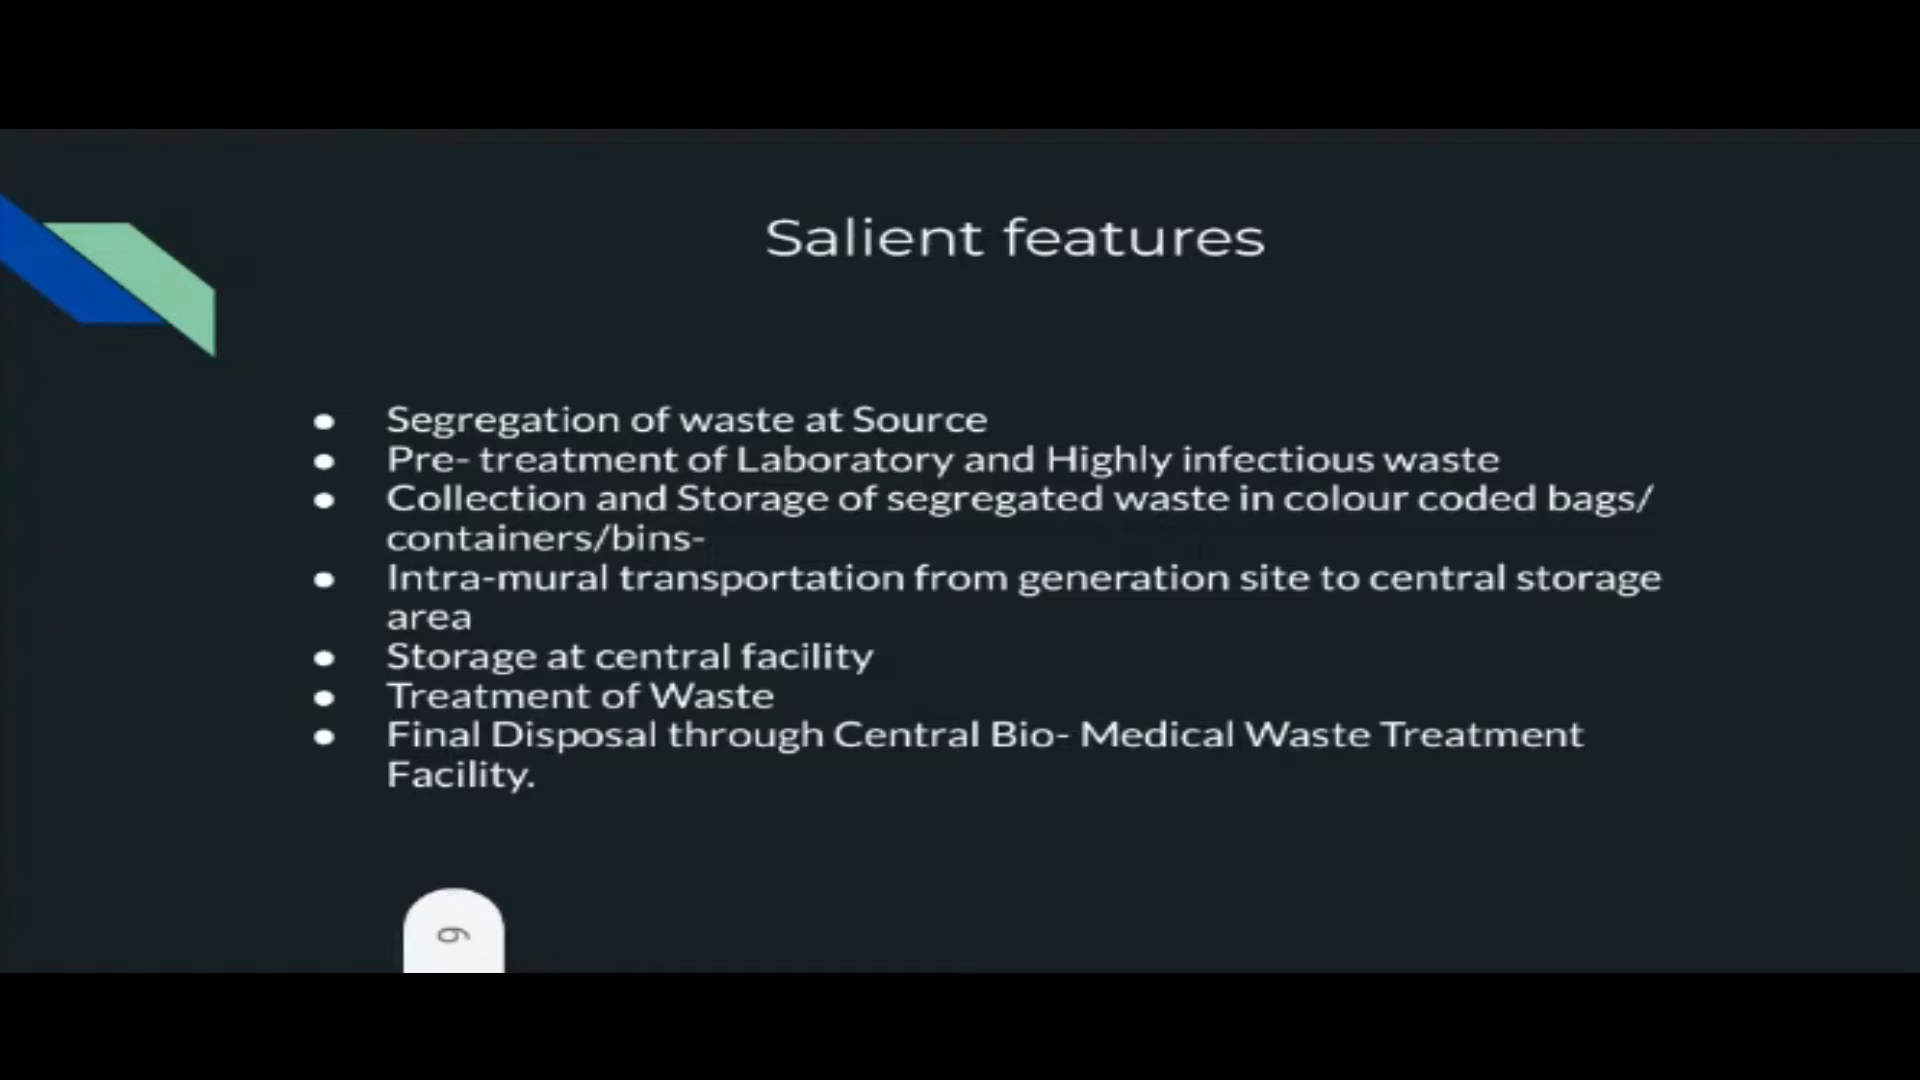 Salient features
● Segregation of waste at Source
● Pre- treatment of Laboratory and Highly infectious waste
● Collection and Storage of segregated waste in colour coded bags/
containers/bins-
● Intra-mural transportation from generation site to central storage
area
● Storage at central facility
● Treatment of Waste
● Final Disposal through Central Bio- Medical Waste Treatment
Facility.
6